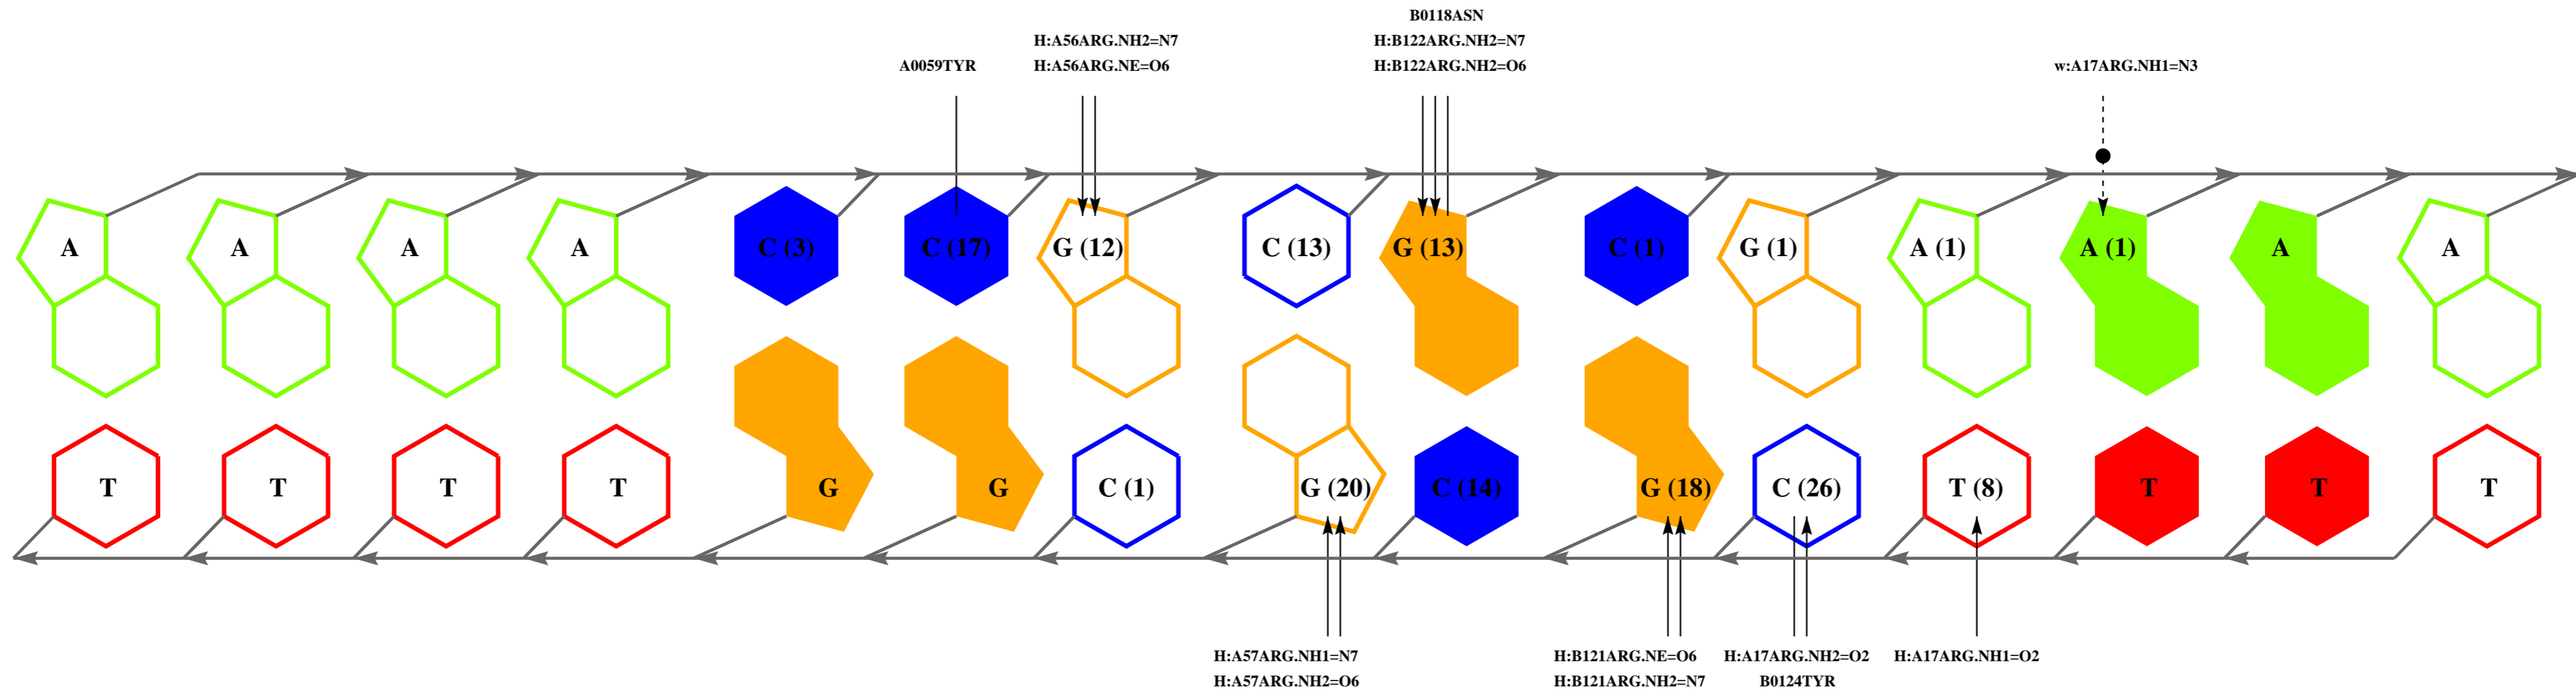 B0118ASN
H:A56ARG.NH2=N7 H:B122ARG.NH2=N7
A0059TYR H:A56ARG.NE=O6 H:B122ARG.NH2=O6 w:A17ARG.NH1=N3
A A A A C (3) C (17) G (12) C (13) G (13) C (1) G (1) A (1) A (1) A A
T T T T G G C (1) G (20) C (14) G (18) C (26) T (8) T T T
H:A57ARG.NH1=N7 H:B121ARG.NE=O6 H:A17ARG.NH2=O2 H:A17ARG.NH1=O2
H:A57ARG.NH2=O6 H:B121ARG.NH2=N7 B0124TYR